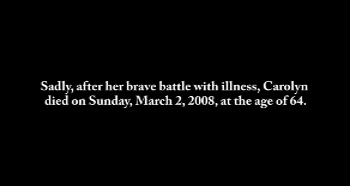 Sadly, after her brave battle with illness, Carolyn
died on Sunday, March 2, 2008, at the age of 64.